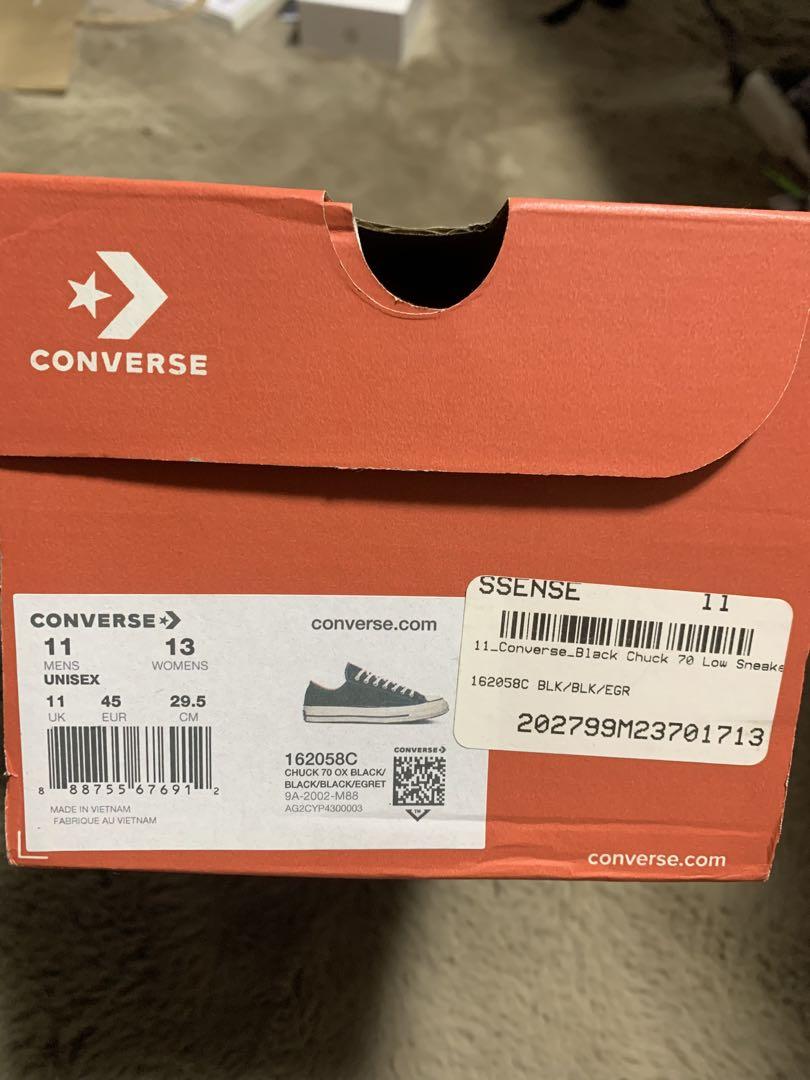 CONVERSE
CONVERSE
converse.com
11 13
MENS WOMENS
UNISEX
11 45 29.5
UK EUR CM
8 88755 67691 2
MADE IN VIETNAM
FABRIQUE AU VIETNAM
162058C
CHUCK 70 OX BLACK/
BLACK/BLACK/EGRET
9A-2002-M88
AG2CYP4300003
CONVERSE
TM
SSENSE 11
11_Converse_Black Chuck 70 Low Sneake
162058C BLK/BLK/EGR
202799M23701713
converse.com